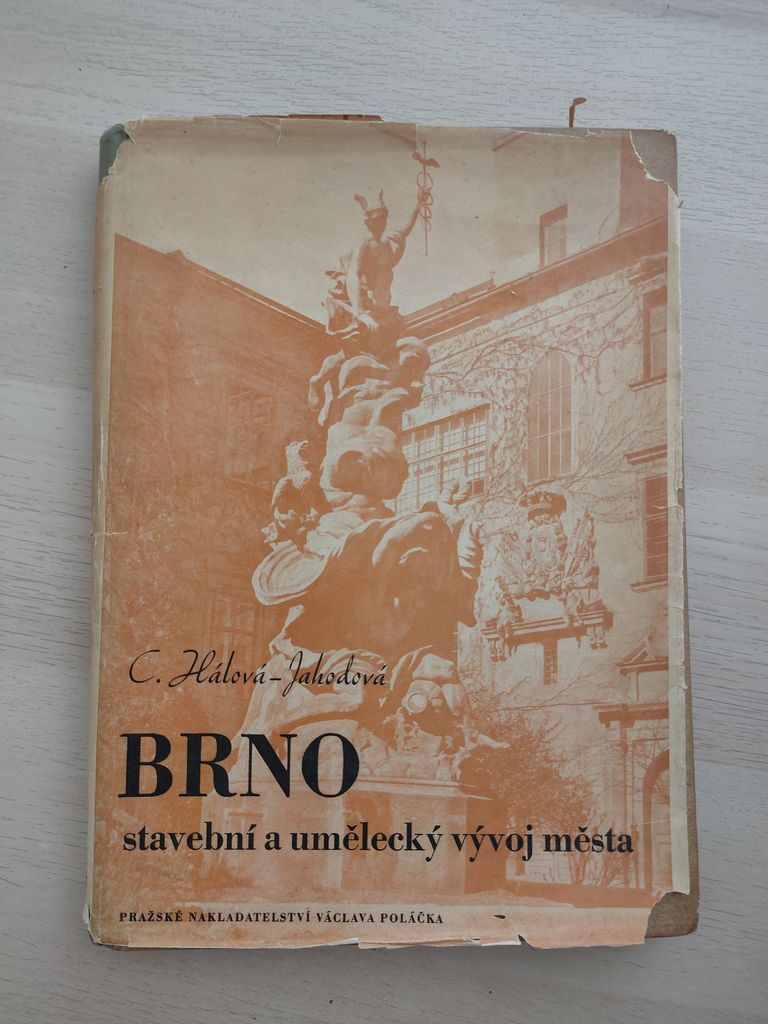 C. Hálová-Jahodová
BRNO
stavební a umělecký vývoj města
PRAŽSKÉ NAKLADATELSTVÍ VÁCLAVA POLÁČKA